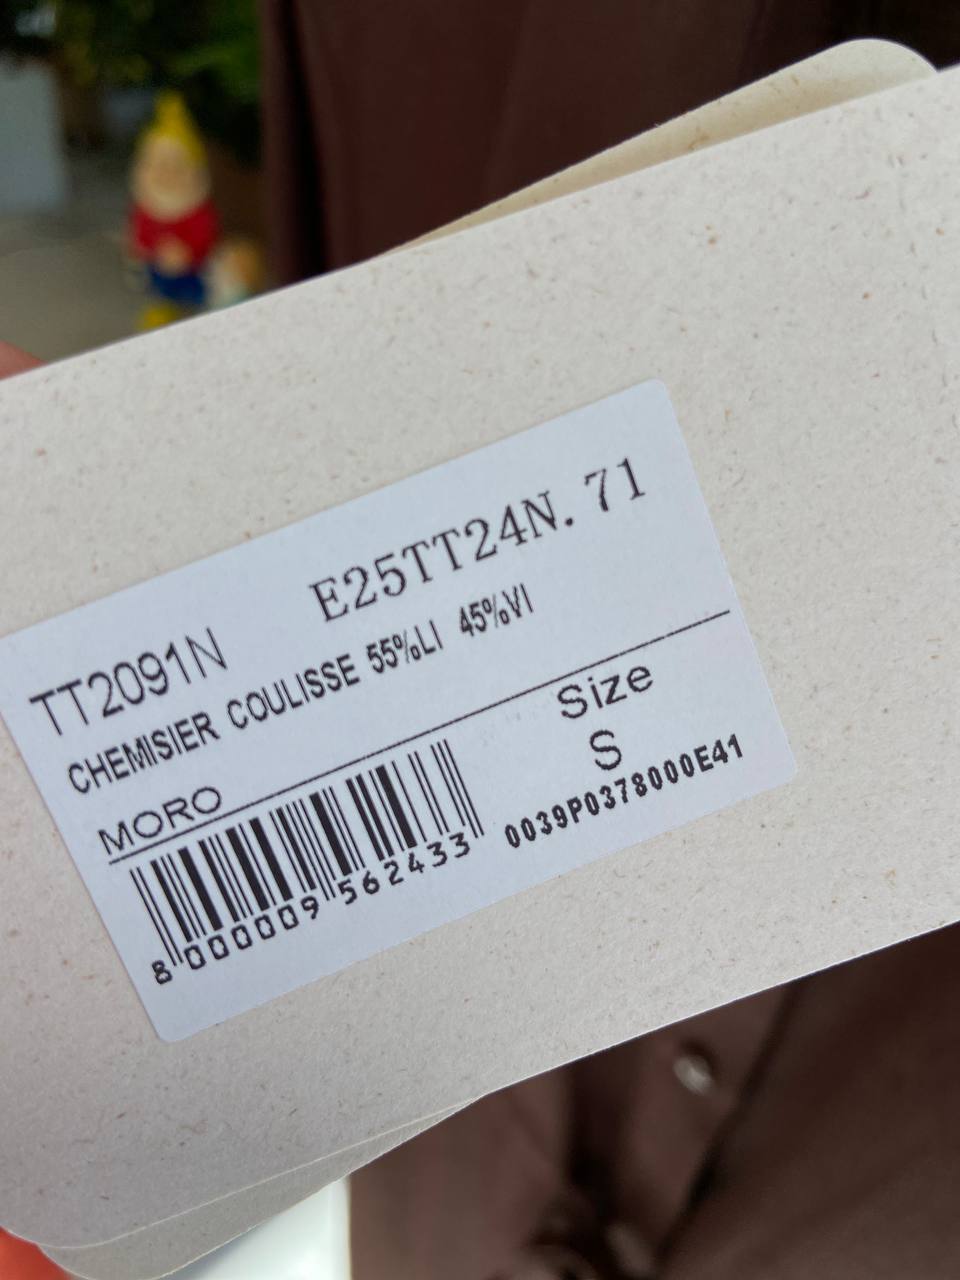 TT2091N E25TT24N. 71
CHEMISIER COULISSE 55%LI 45%VI
MORO
Size
S
8 000009 562433
0039P0378000E41